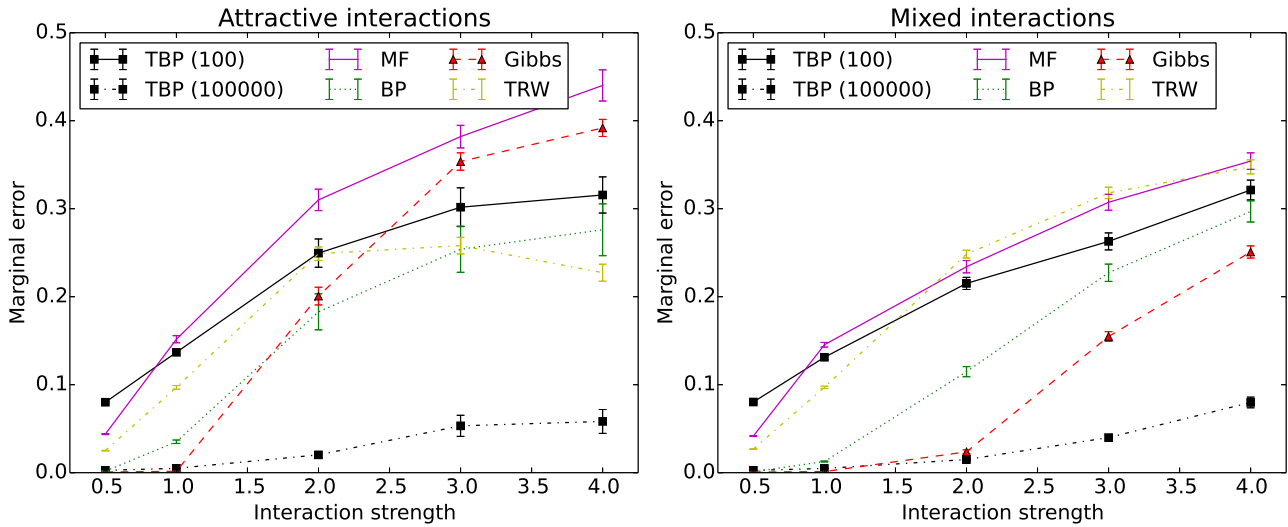 Attractive interactions
0.5
0.4
0.3
0.2
0.1
0.0
Marginal error
TBP (100)
TBP (100000)
MF
BP
Gibbs
TRW
0.5 1.0 1.5 2.0 2.5 3.0 3.5 4.0
Interaction strength
Mixed interactions
0.5
0.4
0.3
0.2
0.1
0.0
Marginal error
TBP (100)
TBP (100000)
MF
BP
Gibbs
TRW
0.5 1.0 1.5 2.0 2.5 3.0 3.5 4.0
Interaction strength